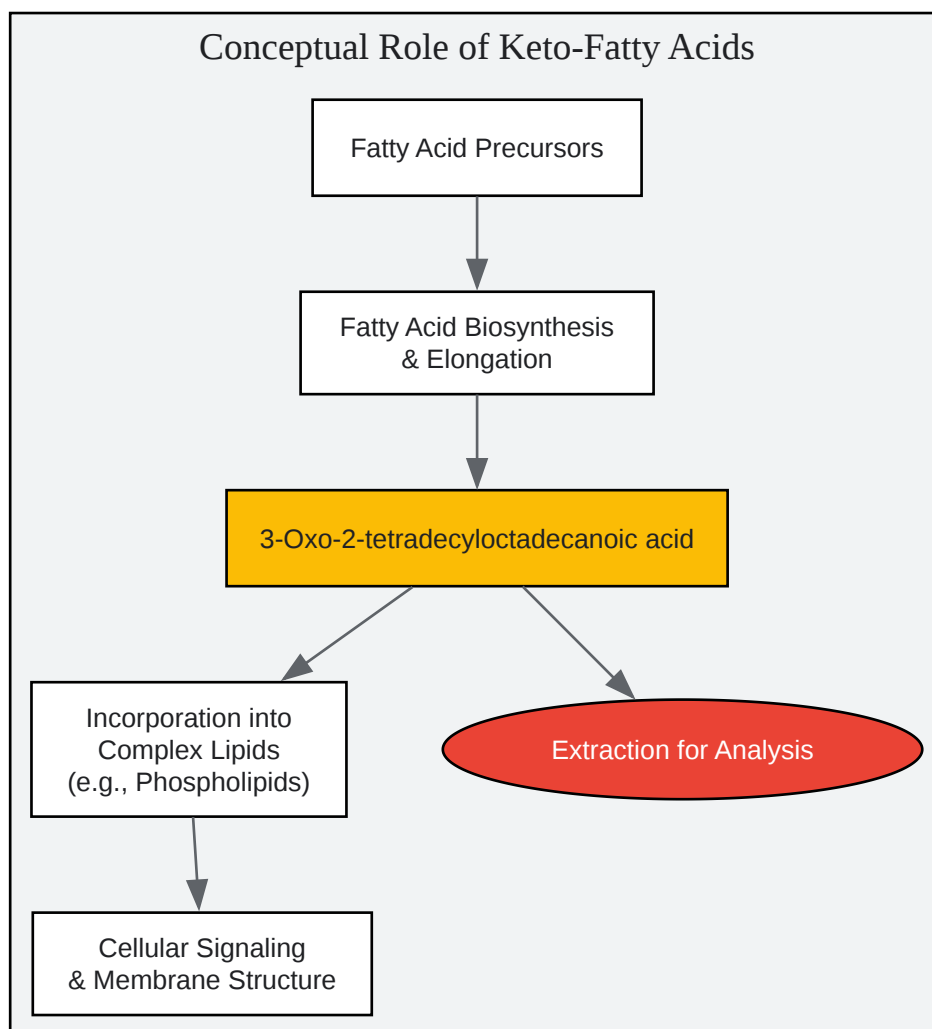 Conceptual Role of Keto-Fatty Acids
Fatty Acid Precursors
Fatty Acid Biosynthesis
& Elongation
3-Oxo-2-tetradecyloctadecanoic acid
Incorporation into
Complex Lipids
(e.g., Phospholipids)
Extraction for Analysis
Cellular Signaling
& Membrane Structure